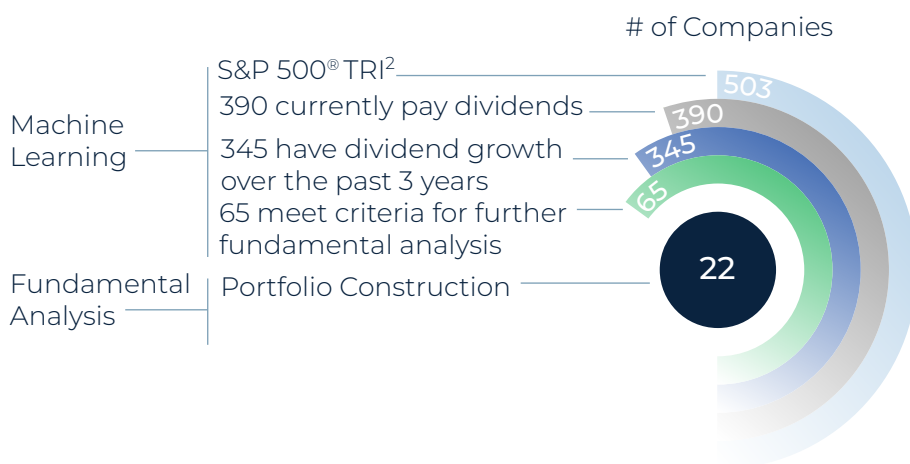 # of Companies
S&P 500® TRI²
503
390 currently pay dividends
390
Machine
Learning
345 have dividend growth
over the past 3 years
345
65 meet criteria for further
fundamental analysis
65
Fundamental
Analysis
Portfolio Construction
22